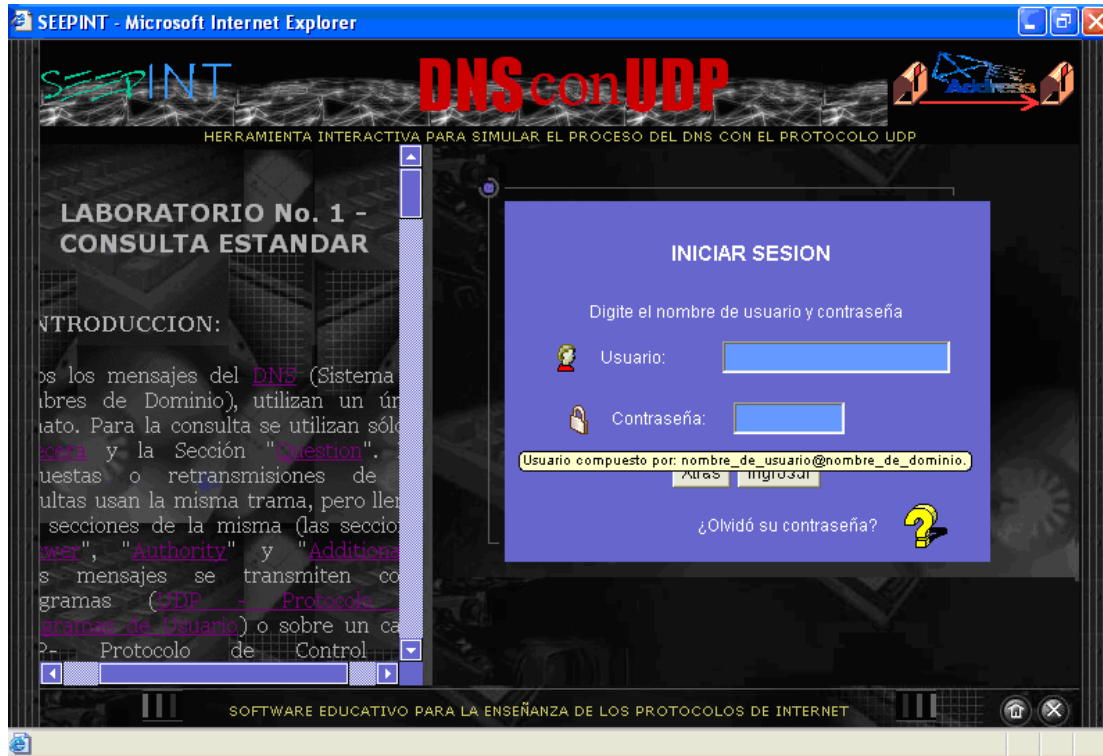 SEEPINT - Microsoft Internet Explorer
SEEPINT
DNS con UDP
Address
HERRAMIENTA INTERACTIVA PARA SIMULAR EL PROCESO DEL DNS CON EL PROTOCOLO UDP
LABORATORIO No. 1 -
CONSULTA ESTANDAR
NTRODUCCION:
os los mensajes del DNS (Sistema
bres de Dominio), utilizan un ún
ato. Para la consulta se utilizan sólo
ecera y la Sección "Question".
uestas o retransmisiones de
ultas usan la misma trama, pero lle
secciones de la misma (las seccio
wer", "Authority" y "Additiona
s mensajes se transmiten co
gramas (UDP - Protocolo
gramas de Usuario) o sobre un ca
P- Protocolo de Control
INICIAR SESION
Digite el nombre de usuario y contraseña
Usuario:
Contraseña:
Usuario compuesto por: nombre_de_usuario@nombre_de_dominio.
Atras Ingresar
¿Olvidó su contraseña?
SOFTWARE EDUCATIVO PARA LA ENSEÑANZA DE LOS PROTOCOLOS DE INTERNET